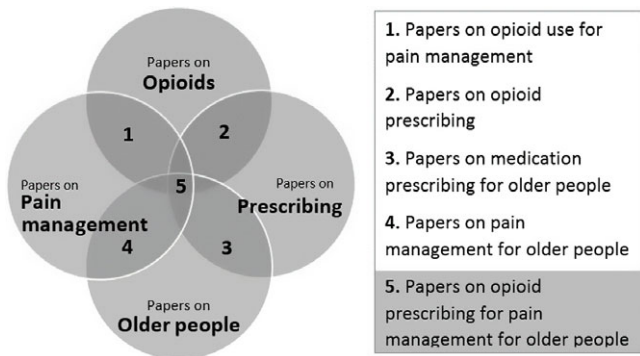 Papers on
Opioids
1
2
Papers on
Pain
management
5
Papers on
Prescribing
4
3
Papers on
Older people
1. Papers on opioid use for
pain management
2. Papers on opioid
prescribing
3. Papers on medication
prescribing for older people
4. Papers on pain
management for older people
5. Papers on opioid
prescribing for pain
management for older people